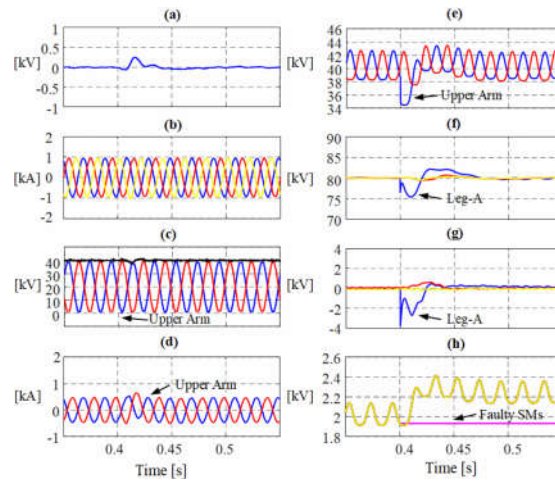 (a)
1
0.5
[kV]
0
-0.5
-1
(b)
2
1
[kA]
0
-1
-2
(c)
40
30
[kV]
20
10
0
Upper Arm
(d)
2
Upper Arm
1
[kA]
0
-1
0.4
0.45
0.5
Time [s]
(e)
46
44
42
[kV]
40
38
36
34
Upper Arm
(f)
90
85
[kV]
80
75
Leg-A
70
(g)
4
2
[kV]
0
-2
Leg-A
-4
(h)
2.6
2.4
[kV]
2.2
2
Faulty SMs
1.8
0.4
0.45
0.5
Time [s]